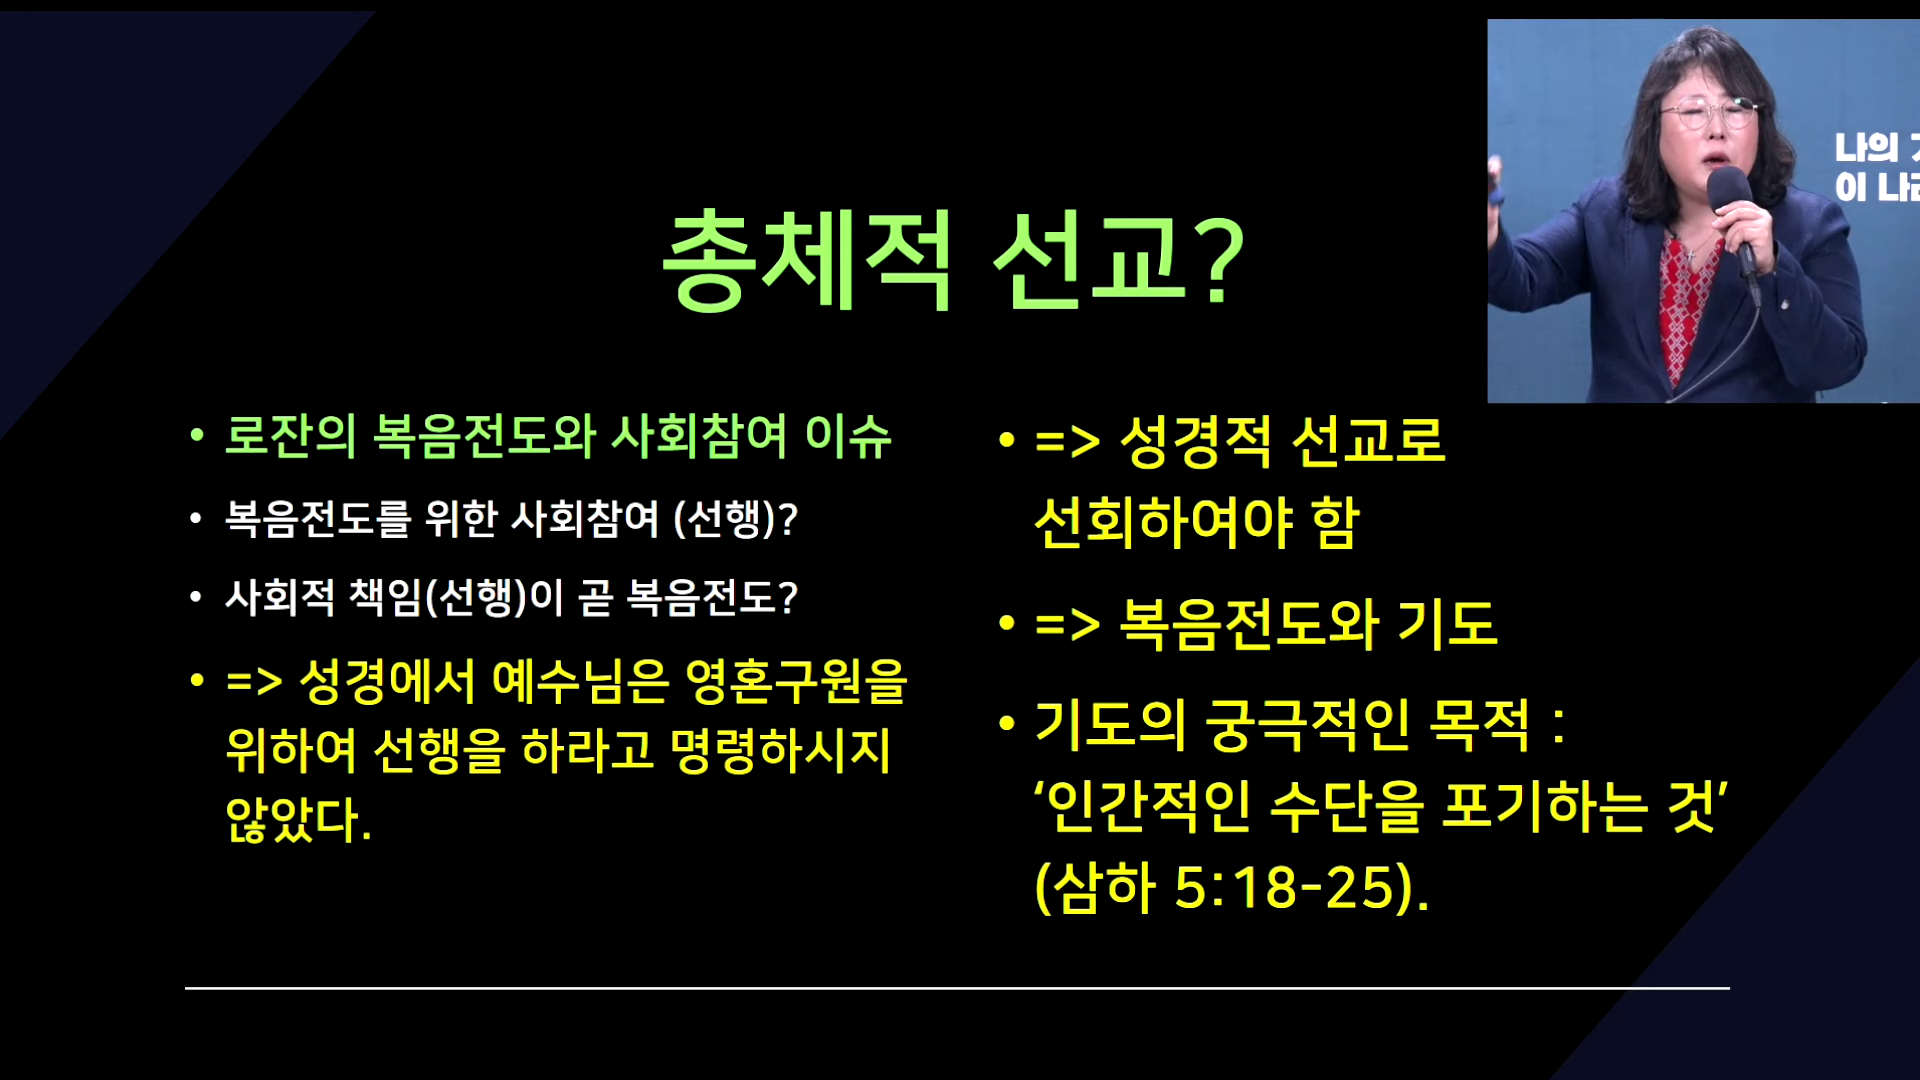 총체적 선교?
나의
이 나라
• 로잔의 복음전도와 사회참여 이슈
• 복음전도를 위한 사회참여 (선행)?
• 사회적 책임(선행)이 곧 복음전도?
• => 성경에서 예수님은 영혼구원을
위하여 선행을 하라고 명령하시지
않았다.
• => 성경적 선교로
선회하여야 함
• => 복음전도와 기도
• 기도의 궁극적인 목적 :
‘인간적인 수단을 포기하는 것’
(삼하 5:18-25).